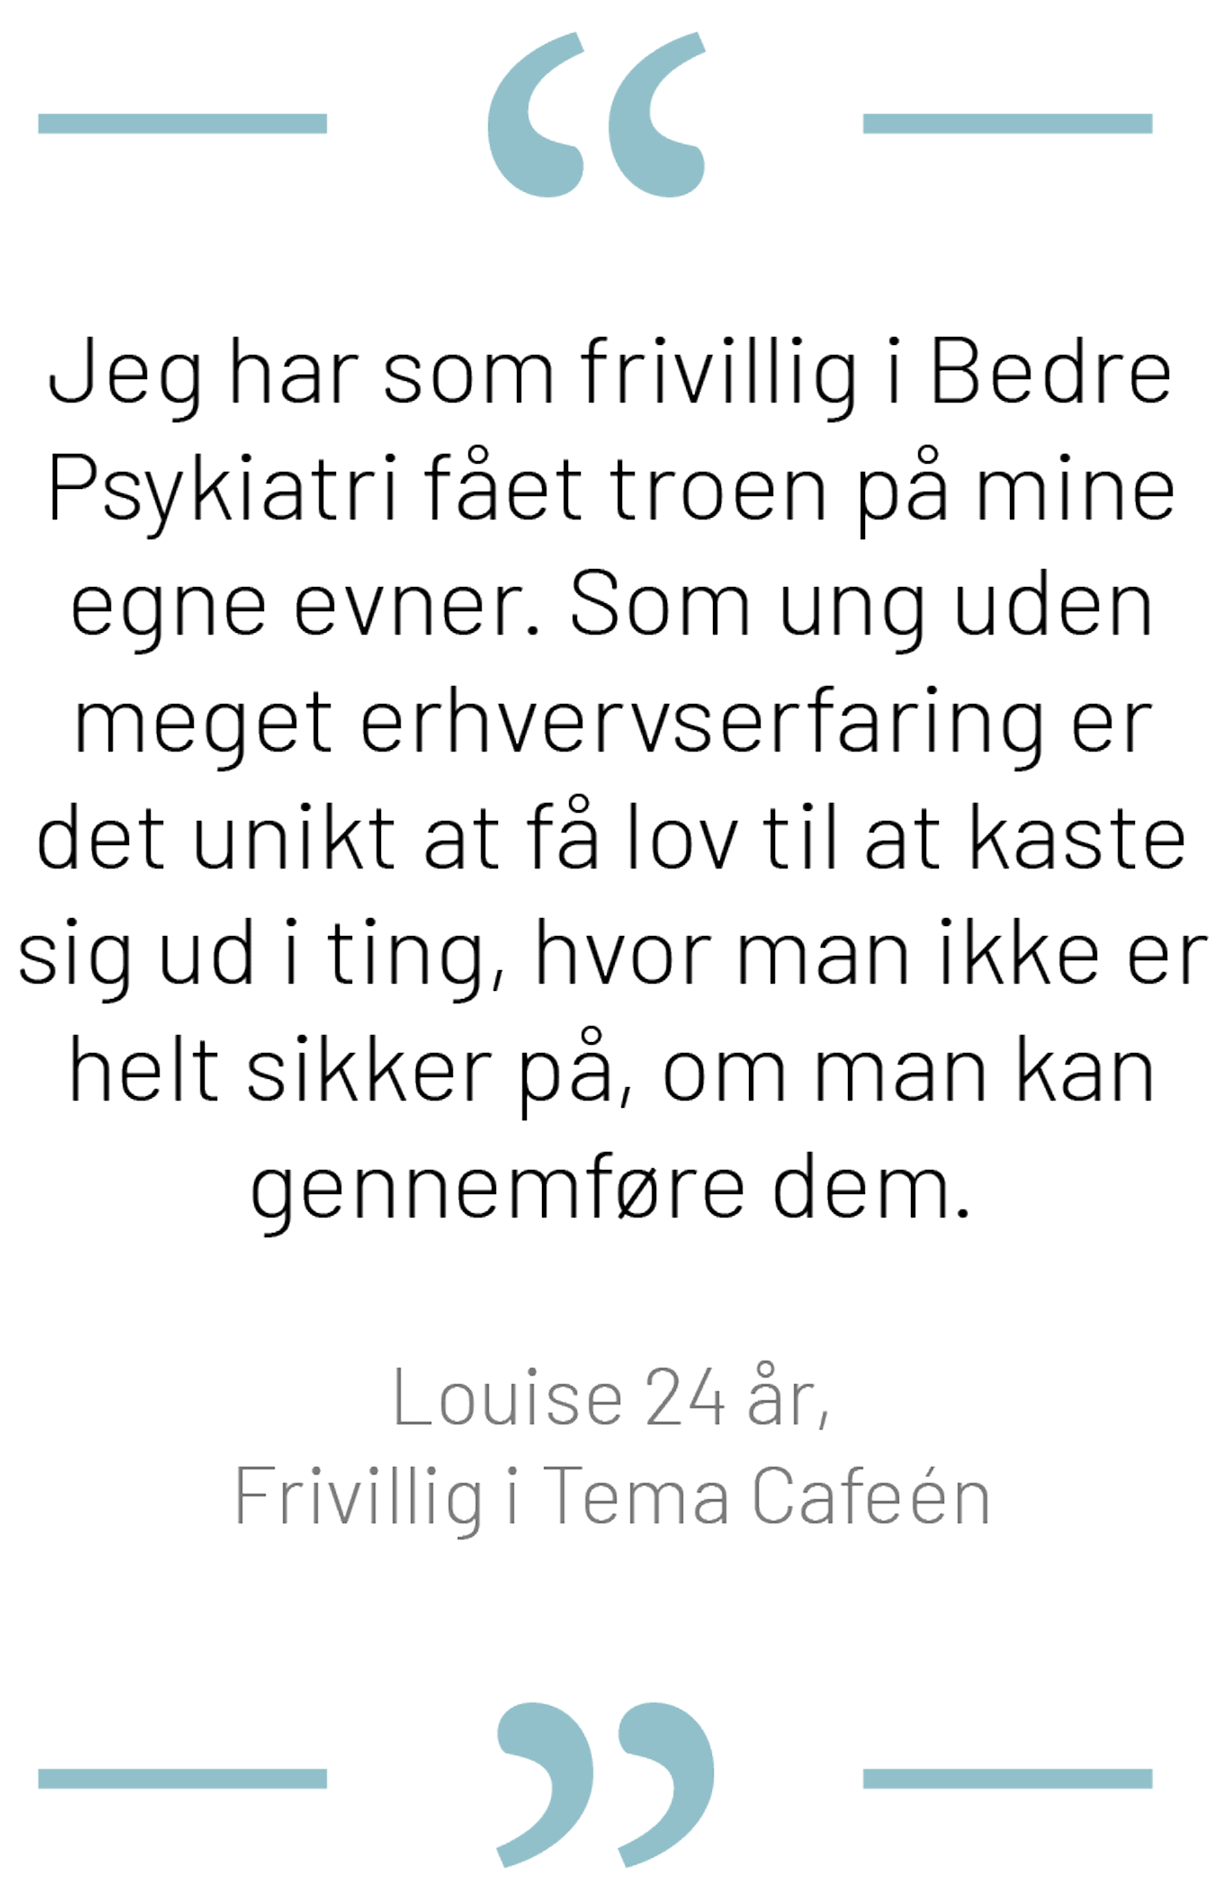 “
Jeg har som frivillig i Bedre
Psykiatri fået troen på mine
egne evner. Som ung uden
meget erhvervserfaring er
det unikt at få lov til at kaste
sig ud i ting, hvor man ikke er
helt sikker på, om man kan
gennemføre dem.
Louise 24 år,
Frivillig i Tema Cafeén
”